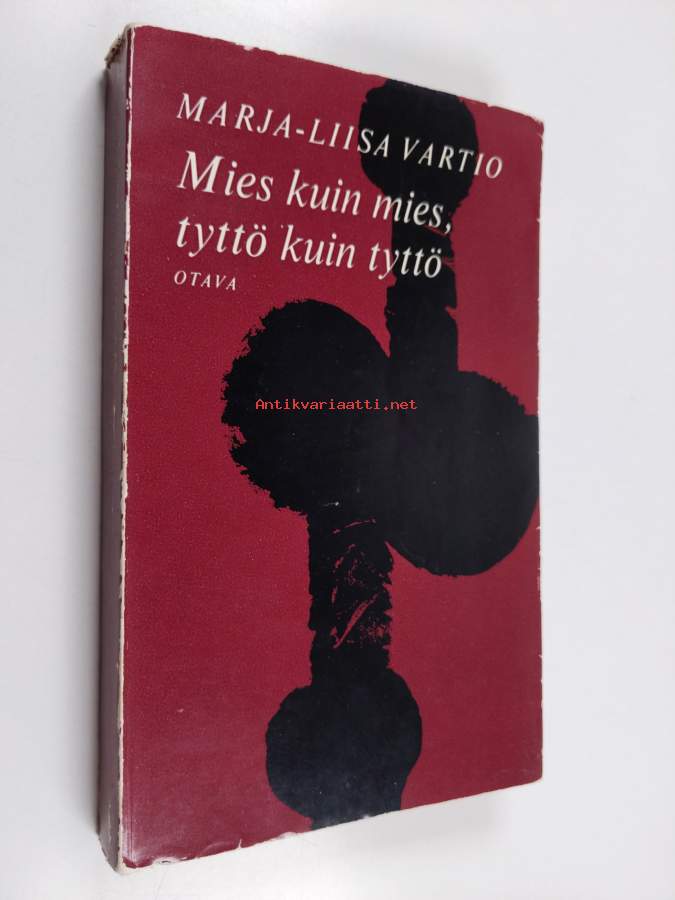 MARJA-LIISA VARTIO
Mies kuin mies,
tyttö kuin tyttö
OTAVA
Antikvariaatti.net